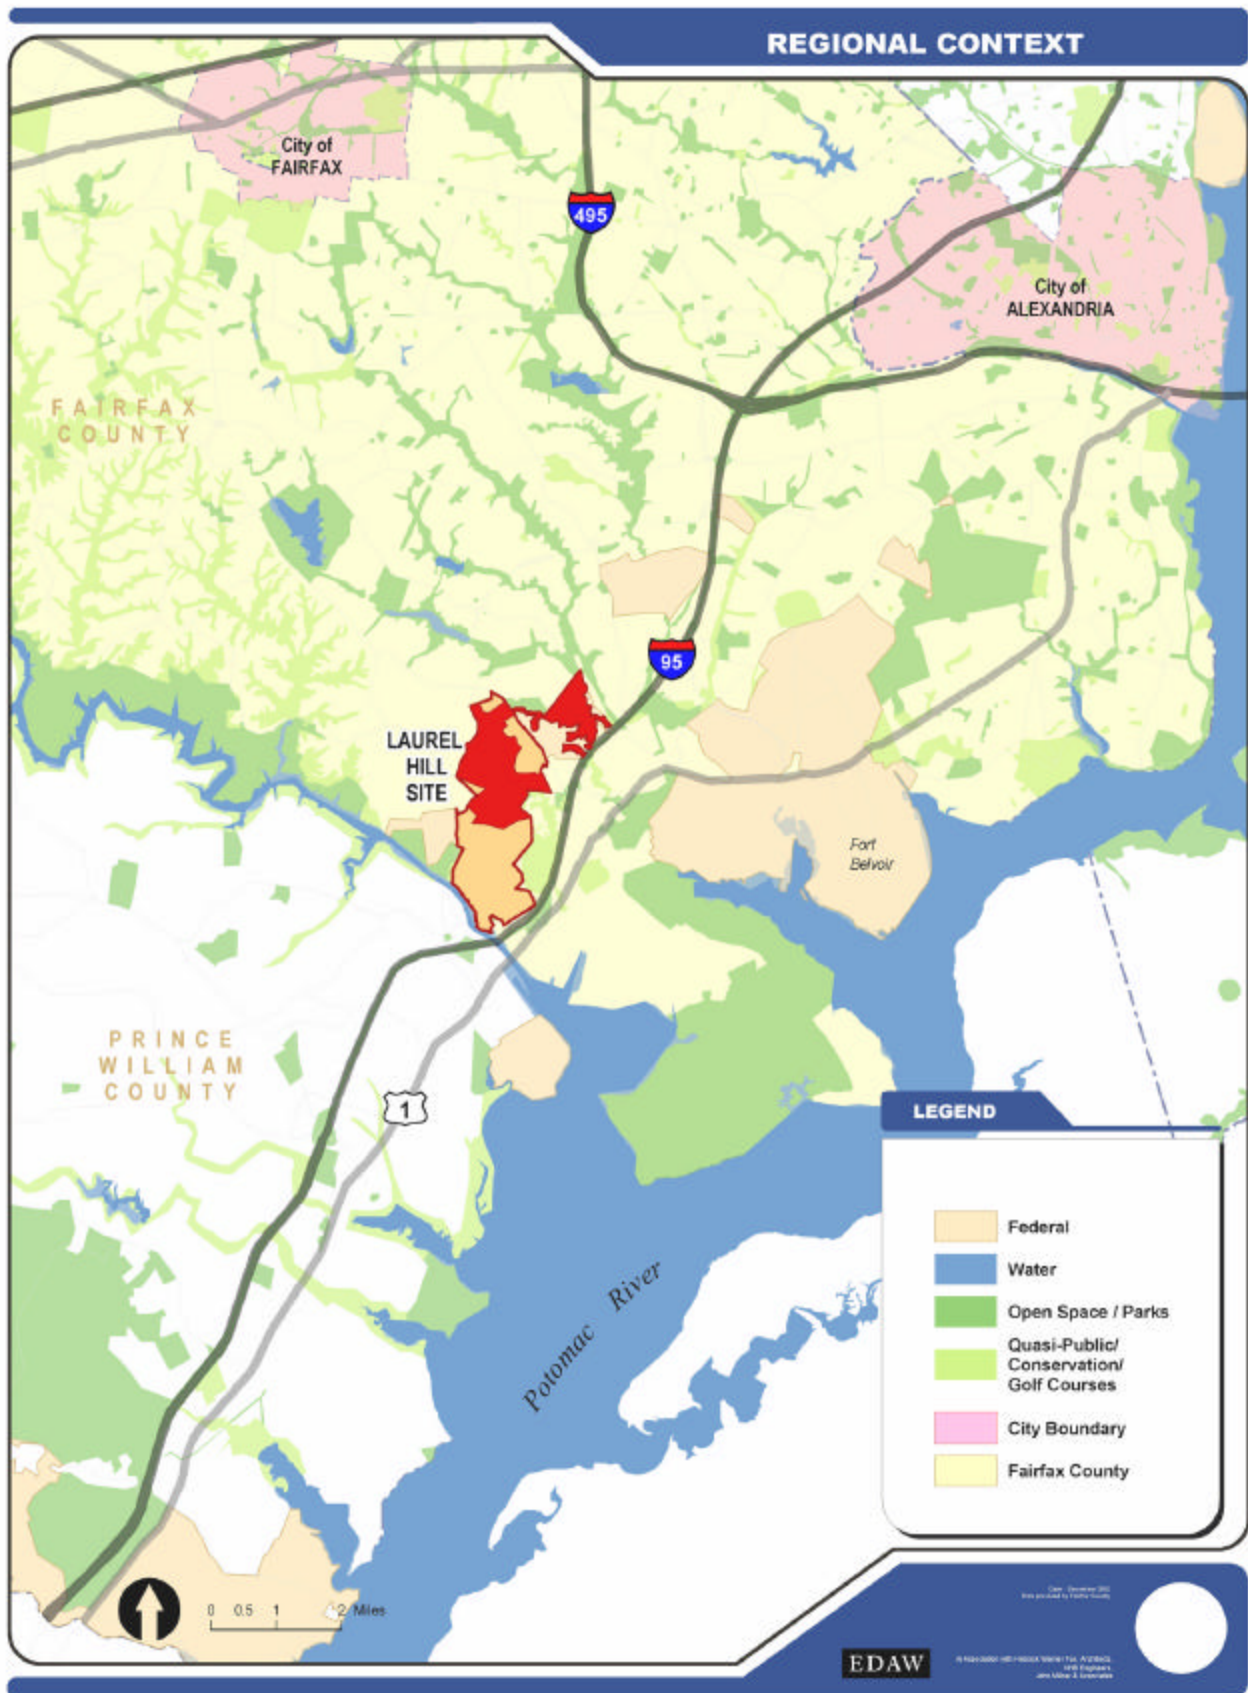 REGIONAL CONTEXT
City of
FAIRFAX
495
City of
ALEXANDRIA
FAIRFAX
COUNTY
95
LAUREL
HILL
SITE
Fort
Belvoir
PRINCE
WILLIAM
COUNTY
1
LEGEND
Federal
Water
Open Space / Parks
Quasi-Public/
Conservation/
Golf Courses
City Boundary
Fairfax County
Potomac River
0 0.5 1 2 Miles
EDAW